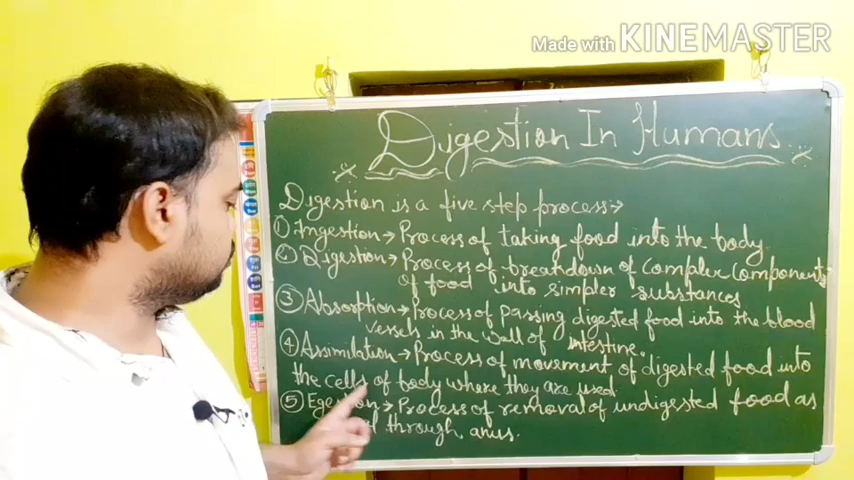 Made with KINEMASTER
Digestion In Humans
Digestion is a five step process:→
① Ingestion → Process of taking food into the body
② Digestion → Process of breakdown of complex components
of food into simpler substances
③ Absorption → Process of passing digested food into the blood
vessels in the wall of intestine.
④ Assimilation → Process of movement of digested food into
the cells of body where they are used
⑤ Egestion → Process of removal of undigested food as
through anus.